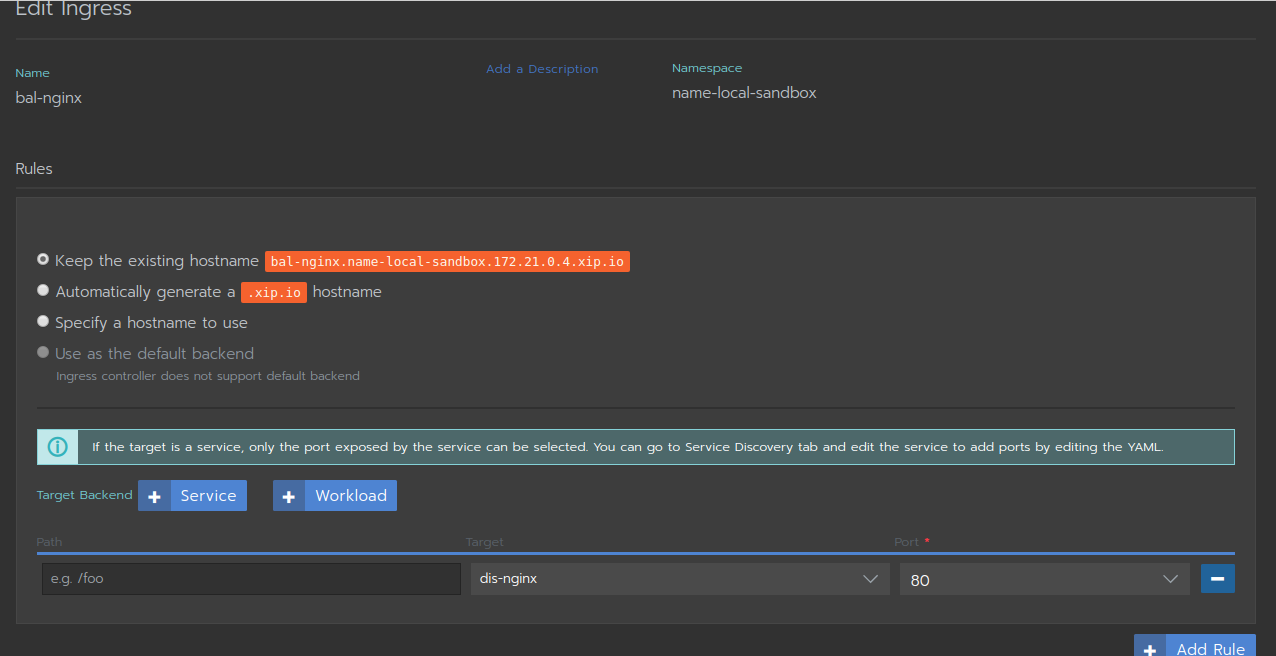 Edit Ingress
Name
Add a Description
Namespace
bal-nginx
name-local-sandbox
Rules
Keep the existing hostname bal-nginx.name-local-sandbox.172.21.0.4.xip.io
Automatically generate a .xip.io hostname
Specify a hostname to use
Use as the default backend
Ingress controller does not support default backend
If the target is a service, only the port exposed by the service can be selected. You can go to Service Discovery tab and edit the service to add ports by editing the YAML.
Target Backend + Service + Workload
Path Target Port *
e.g. /foo dis-nginx 80
+ Add Rule